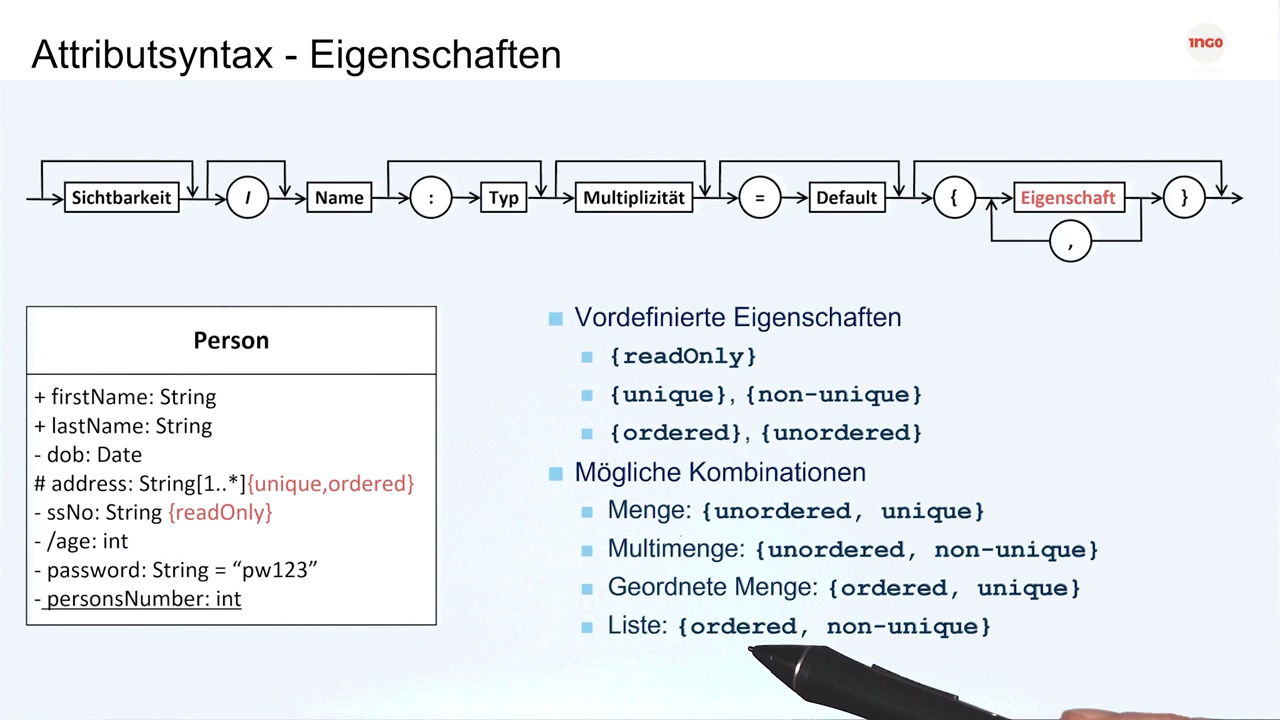 Attributsyntax - Eigenschaften
1NG0
Sichtbarkeit / Name : Typ Multiplizität = Default { Eigenschaft }
,
Person
+ firstName: String
+ lastName: String
- dob: Date
# address: String[1..*]{unique,ordered}
- ssNo: String {readOnly}
- /age: int
- password: String = “pw123”
- personsNumber: int
Vordefinierte Eigenschaften
{readOnly}
{unique}, {non-unique}
{ordered}, {unordered}
Mögliche Kombinationen
Menge: {unordered, unique}
Multimenge: {unordered, non-unique}
Geordnete Menge: {ordered, unique}
Liste: {ordered, non-unique}